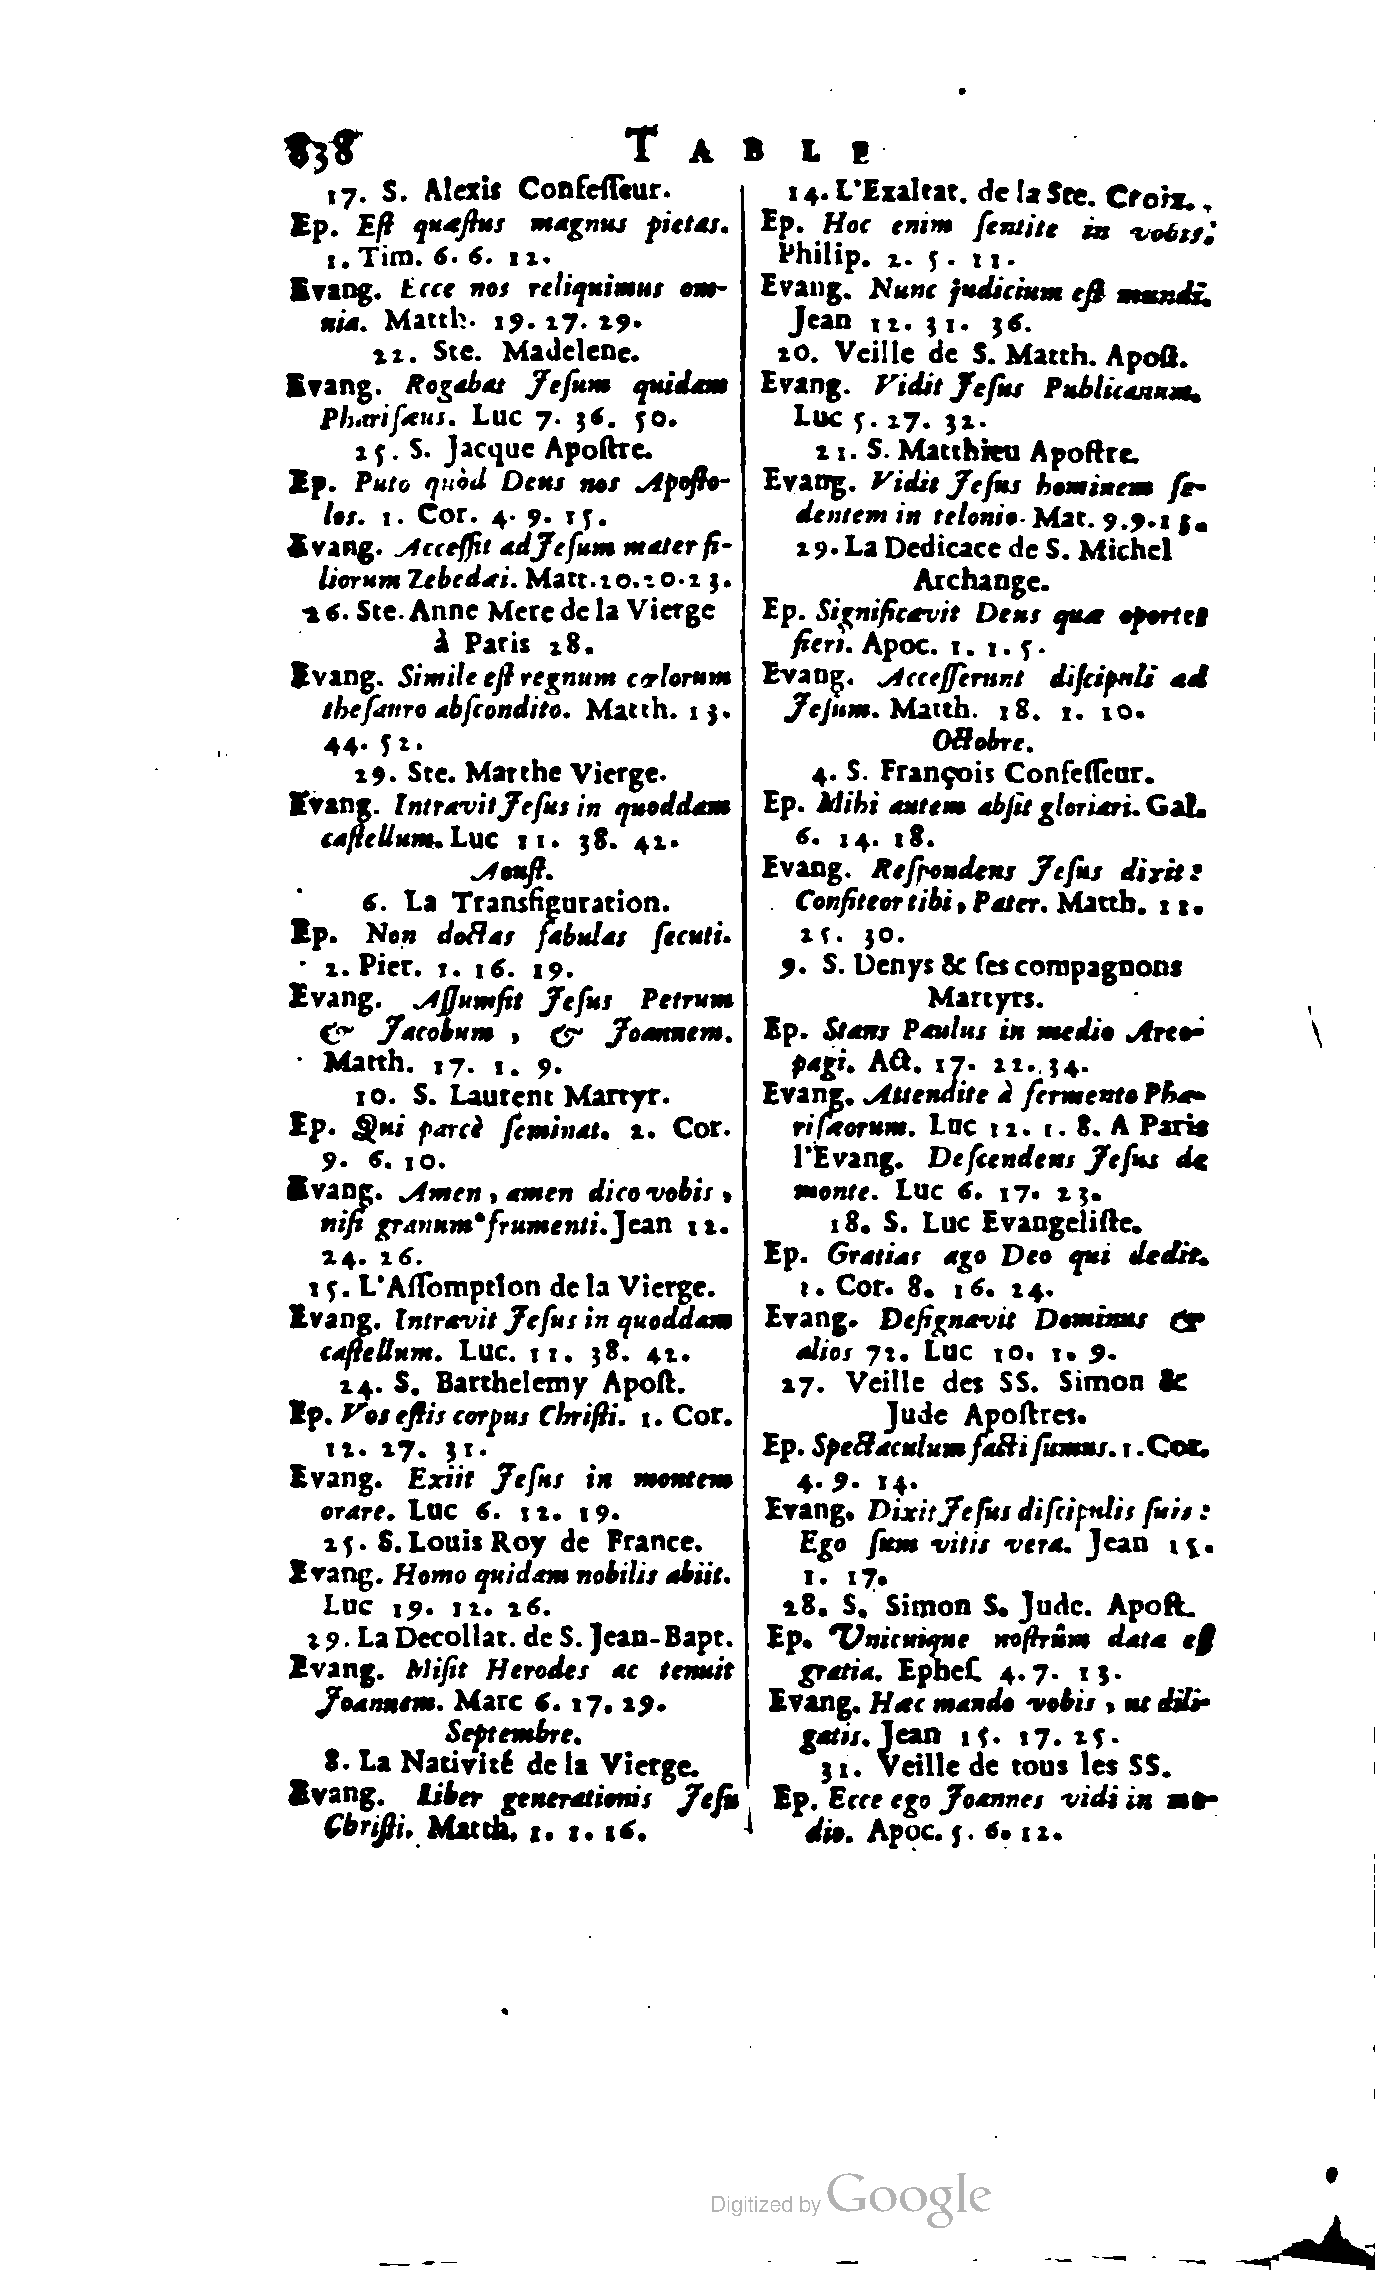 838 TABLE
17. S. Alexis Confeſſeur.
Ep. Eſt quæſtus magnus pietas.
1. Tim. 6. 6. 12.
Evang. Ecce nos reliquimus om-
nia. Matth. 19. 27. 29.
22. Ste. Madelene.
Evang. Rogabat Jeſum quidam
Phariſæus. Luc 7. 36. 50.
25. S. Jacque Apoſtre.
Ep. Puto quòd Deus nos Apoſto-
los. 1. Cor. 4. 9. 15.
Evang. Acceſſit ad Jeſum mater fi-
liorum Zebedæi. Matt. 20. 20. 23.
26. Ste. Anne Mere de la Vierge
à Paris 28.
Evang. Simile eſt regnum cœlorum
theſauro abſcondito. Matth. 13.
44. 52.
29. Ste. Marthe Vierge.
Evang. Intravit Jeſus in quoddam
caſtellum. Luc 11. 38. 42.
Aouſt.
6. La Transfiguration.
Ep. Non doctas fabulas ſecuti.
2. Pier. 1. 16. 19.
Evang. Aſſumſit Jeſus Petrum
& Jacobum, & Joannem.
Matth. 17. 1. 9.
10. S. Laurent Martyr.
Ep. Qui parcè ſeminat. 2. Cor.
9. 6. 10.
Evang. Amen, amen dico vobis,
niſi granum frumenti. Jean 12.
24. 26.
15. L'Aſſomption de la Vierge.
Evang. Intravit Jeſus in quoddam
caſtellum. Luc. 11. 38. 42.
24. S. Barthelemy Apoſt.
Ep. Vos eſtis corpus Chriſti. 1. Cor.
12. 27. 31.
Evang. Exiit Jeſus in montem
orare. Luc 6. 12. 19.
25. S. Louis Roy de France.
Evang. Homo quidam nobilis abiit.
Luc 19. 12. 26.
29. La Decollat. de S. Jean-Bapt.
Evang. Miſit Herodes ac tenuit
Joannem. Marc 6. 17. 29.
Septembre.
8. La Nativité de la Vierge.
Evang. Liber generationis Jeſu
Chriſti. Matth. 1. 1. 16.
14. L'Exaltat. de la Ste. Croix.
Ep. Hoc enim ſentite in vobis.
Philip. 2. 5. 11.
Evang. Nunc judicium eſt mundi.
Jean 12. 31. 36.
20. Veille de S. Matth. Apoſt.
Evang. Vidit Jeſus Publicanum.
Luc 5. 27. 32.
21. S. Matthieu Apoſtre.
Evang. Vidit Jeſus hominem ſe-
dentem in telonio. Mat. 9. 9. 13.
29. La Dedicace de S. Michel
Archange.
Ep. Significavit Deus quæ oportet
fieri. Apoc. 1. 1. 5.
Evang. Acceſſerunt diſcipuli ad
Jeſum. Matth. 18. 1. 10.
Octobre.
4. S. François Confeſſeur.
Ep. Mihi autem abſit gloriari. Gal.
6. 14. 18.
Evang. Reſpondens Jeſus dixit:
Confiteor tibi, Pater. Matth. 11.
25. 30.
9. S. Denys & ſes compagnons
Martyrs.
Ep. Stans Paulus in medio Areo-
pagi. Act. 17. 22. 34.
Evang. Attendite à fermento Pha-
riſæorum. Luc 12. 1. 8. A Paris
l'Evang. Deſcendens Jeſus de
monte. Luc 6. 17. 23.
18. S. Luc Evangeliſte.
Ep. Gratias ago Deo qui dedit.
1. Cor. 8. 16. 24.
Evang. Deſignavit Dominus &
alios 72. Luc 10. 1. 9.
27. Veille des SS. Simon &
Jude Apoſtres.
Ep. Spectaculum facti ſumus. 1. Cor.
4. 9. 14.
Evang. Dixit Jeſus diſcipulis ſuis:
Ego ſum vitis vera. Jean 15.
1. 17.
28. S. Simon S. Jude. Apoſt.
Ep. Unicuique noſtrûm data eſt
gratia. Epheſ. 4. 7. 13.
Evang. Hæc mando vobis, ut dili-
gatis. Jean 15. 17. 25.
31. Veille de tous les SS.
Ep. Ecce ego Joannes vidi in me-
dio. Apoc. 5. 6. 12.
Digitized by Google